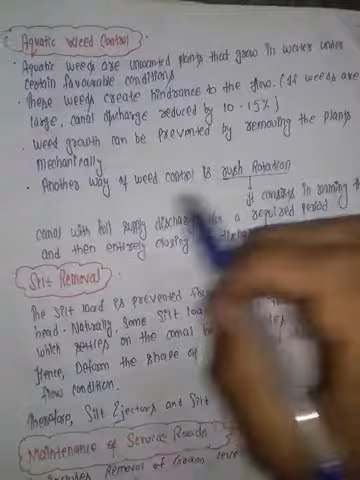 Aquatic Weed Control
• Aquatic weeds are unwanted plants that grow in water under
certain favourable conditions
• These weeds create hindrance to the flow. (If weeds are
large, canal discharge reduced by 10-15%]
• weed growth can be prevented by removing the plants
mechanically
• Another way of weed control is rush Rotation
It consists in running
canal with full supply discharge a required period
and then entirely closing
Silt Removal
The silt load is prevented
head. Naturally, Some silt
which settles on the canal
Hence, Deform the shape of
flow condition.
Therefore, Silt Ejectors and Silt
Maintenance of Service Roads
includes Removal of